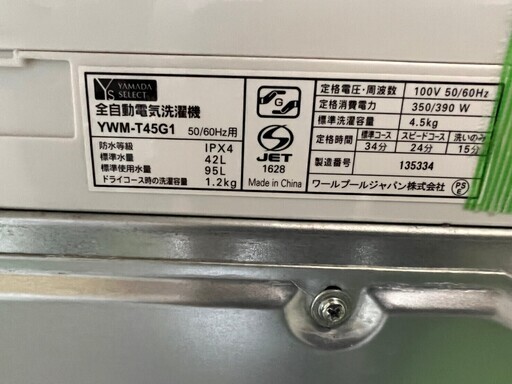 YS YAMADA SELECT
全自動電気洗濯機
YWM-T45G1 50/60Hz用
防水等級 IPX4
標準水量 42L
標準使用水量 95L
ドライコース時の洗濯容量 1.2kg
G
S
JET
1628
Made in China
定格電圧・周波数 100V 50/60Hz
定格消費電力 350/390 W
標準洗濯容量 4.5kg
定格時間 標準コース 34分 スピードコース 24分 洗いのみ 15分
製造番号 135334
ワールプールジャパン株式会社
PS E